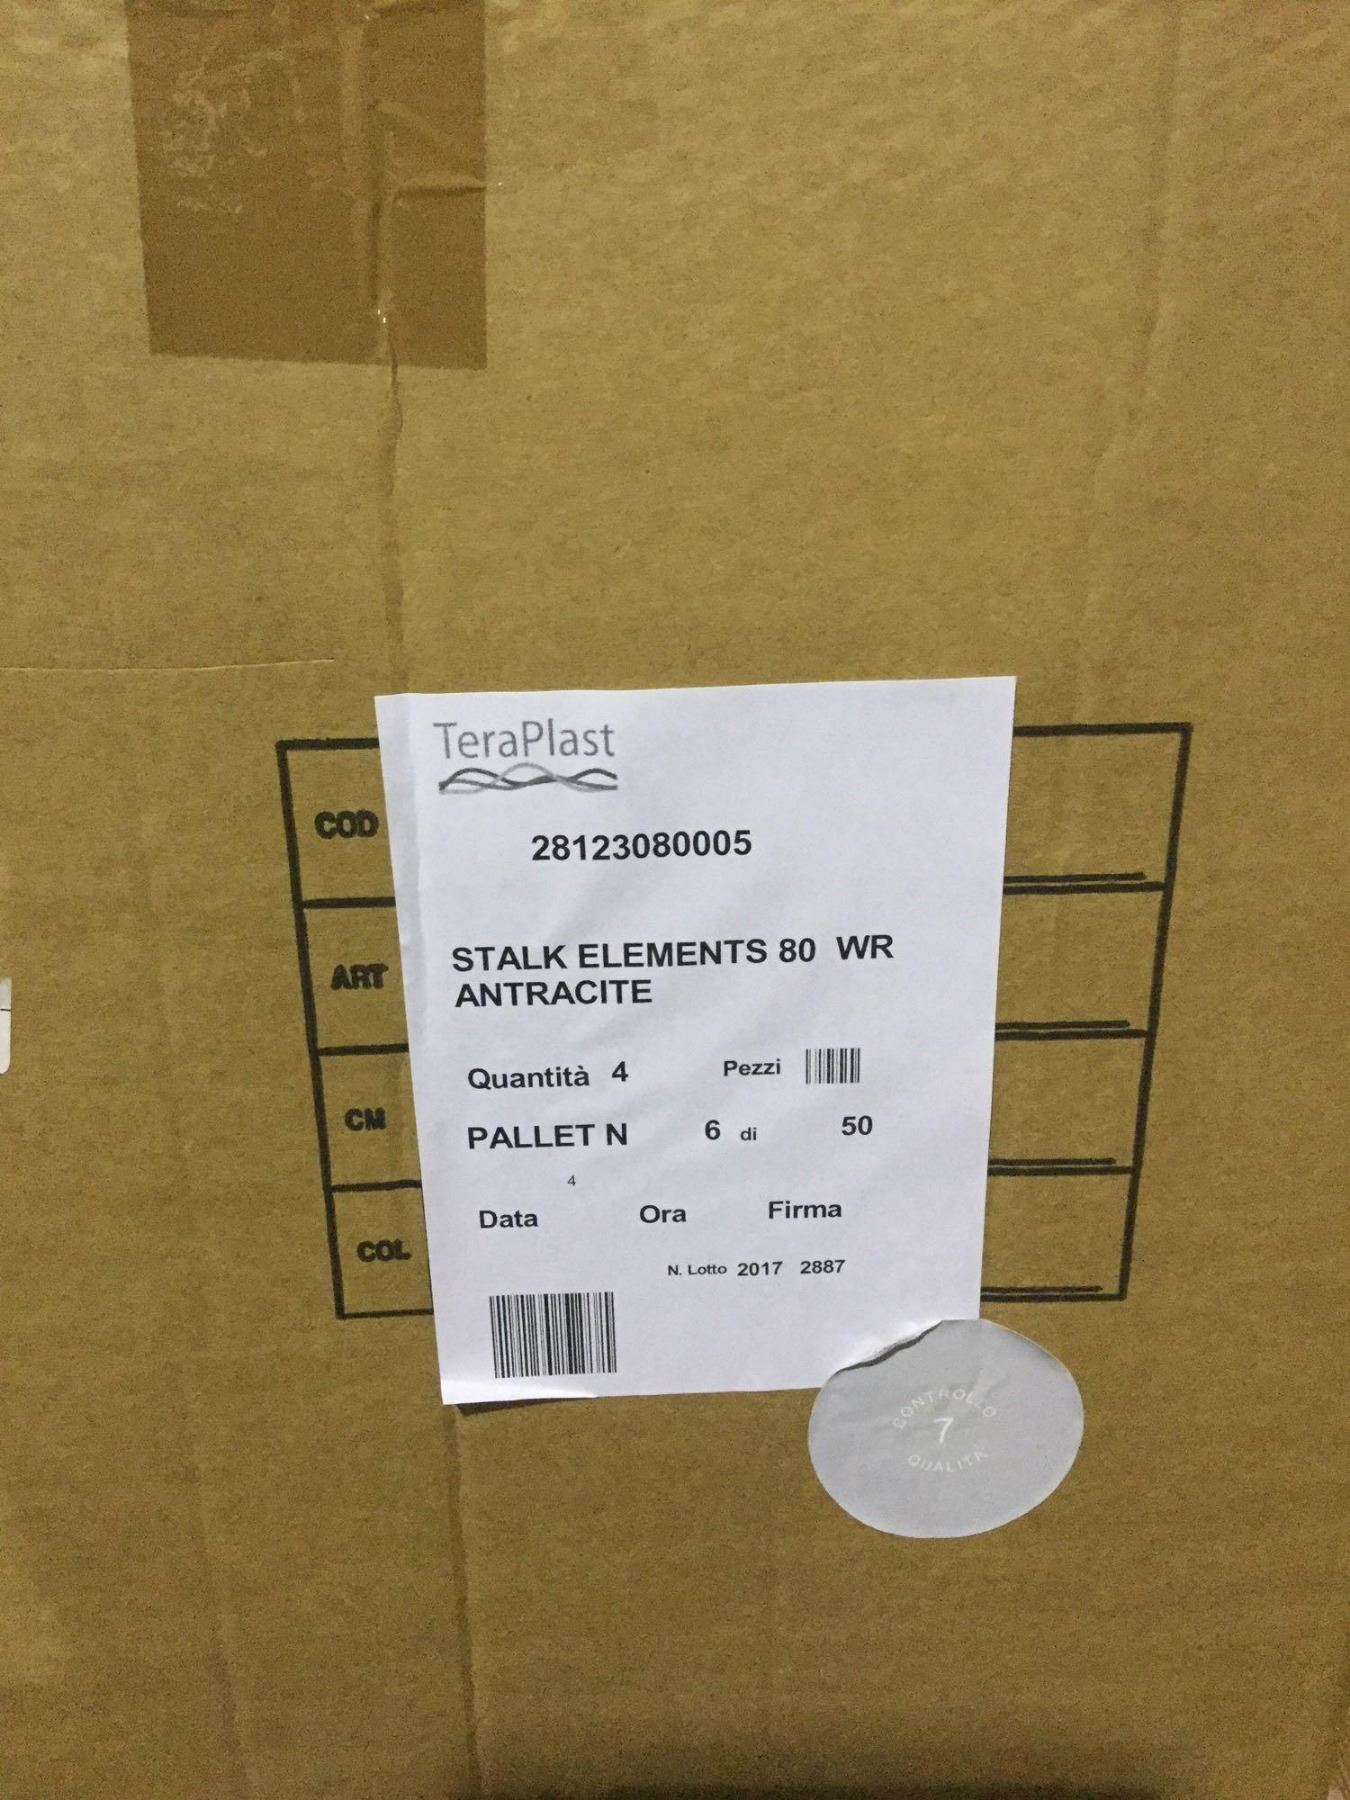 TeraPlast
28123080005
COD
STALK ELEMENTS 80 WR
ANTRACITE
ART
Quantità 4 Pezzi
CM
PALLET N 6 di 50
4
Data Ora Firma
COL
N. Lotto 2017 2887
CONTROLLO
7
QUALITÀ